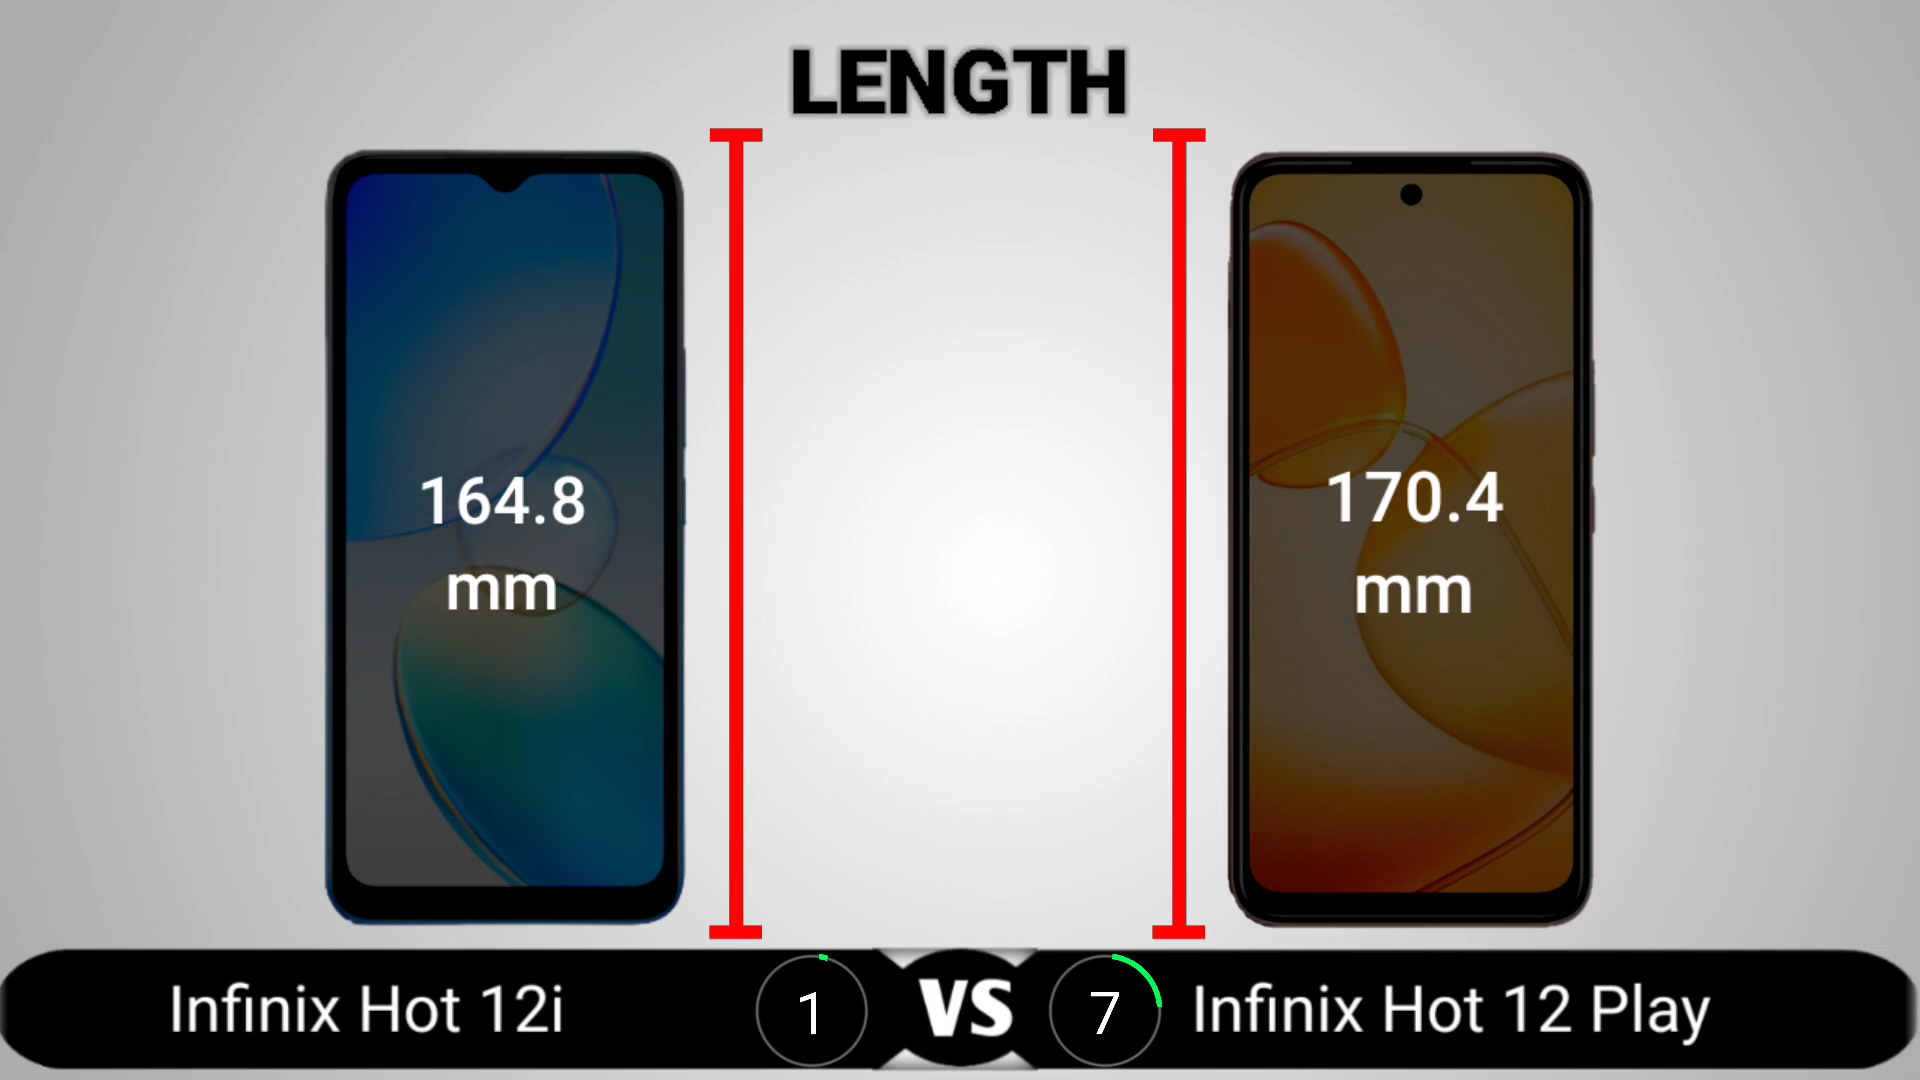 LENGTH
164.8
mm
170.4
mm
Infinix Hot 12i
1
VS
7
Infinix Hot 12 Play